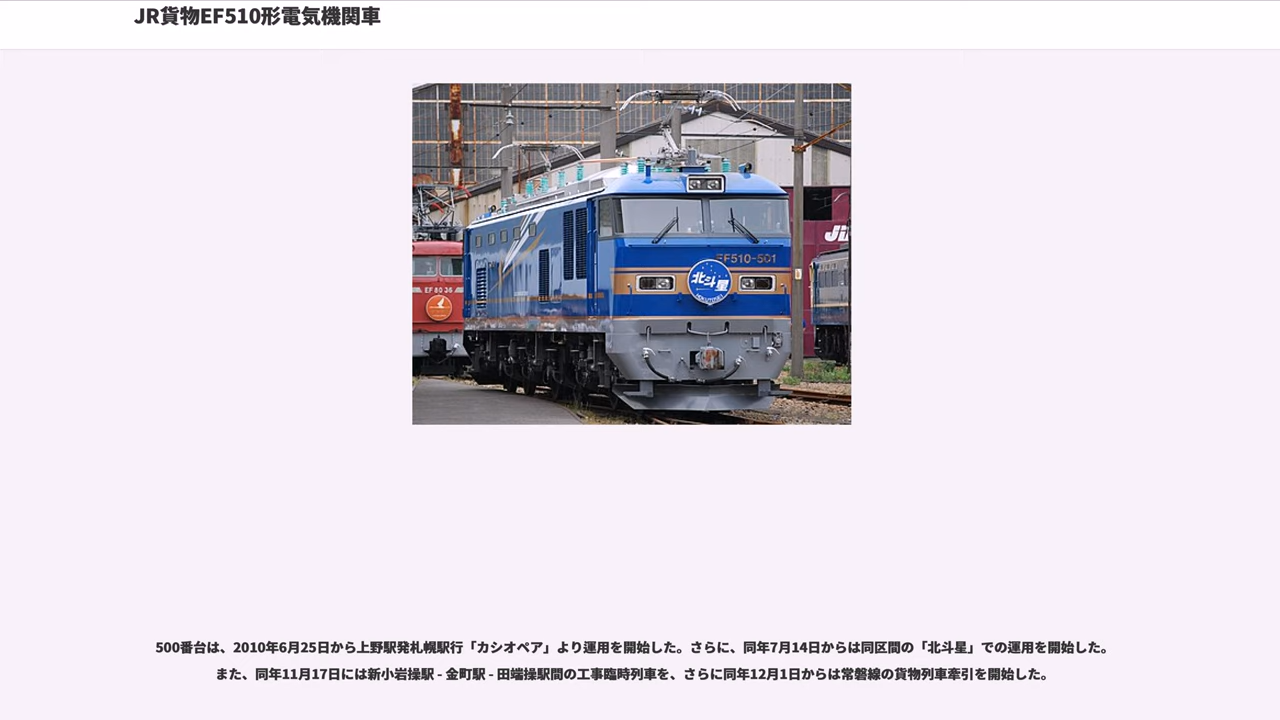 JR貨物EF510形電気機関車
EF510-501
北斗星
HOKUTOSEI
EF 80 36
500番台は、2010年6月25日から上野駅発札幌駅行「カシオペア」より運用を開始した。さらに、同年7月14日からは同区間の「北斗星」での運用を開始した。
また、同年11月17日には新小岩操駅 - 金町駅 - 田端操駅間の工事臨時列車を、さらに同年12月1日からは常磐線の貨物列車牽引を開始した。